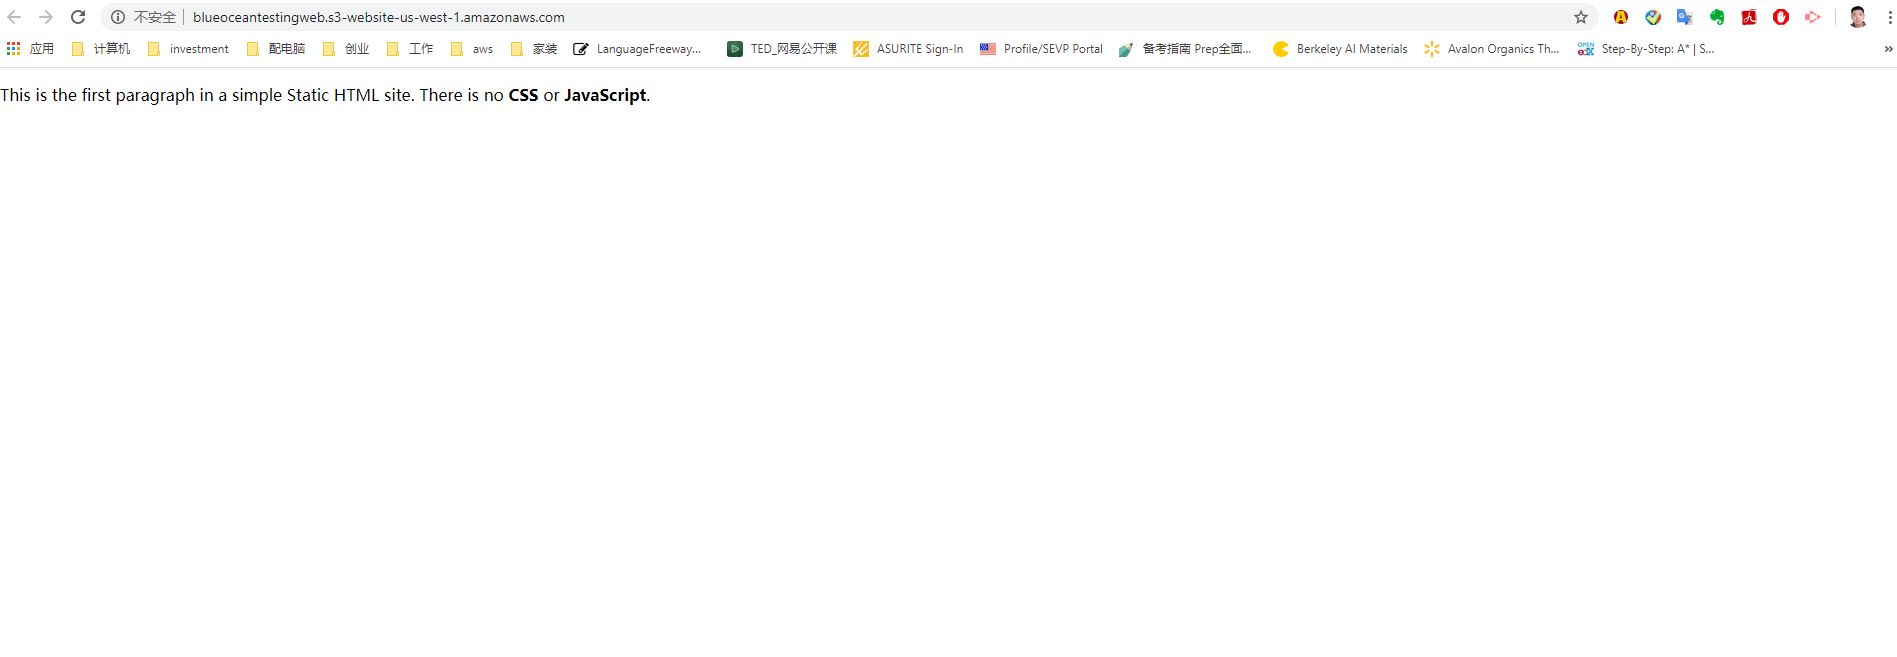 不安全 | blueoceantestingweb.s3-website-us-west-1.amazonaws.com
应用 计算机 investment 配电脑 创业 工作 aws 家装 LanguageFreeway... TED_网易公开课 ASURITE Sign-In Profile/SEVP Portal 备考指南 Prep全面... Berkeley AI Materials Avalon Organics Th... Step-By-Step: A* | S... »
This is the first paragraph in a simple Static HTML site. There is no CSS or JavaScript.